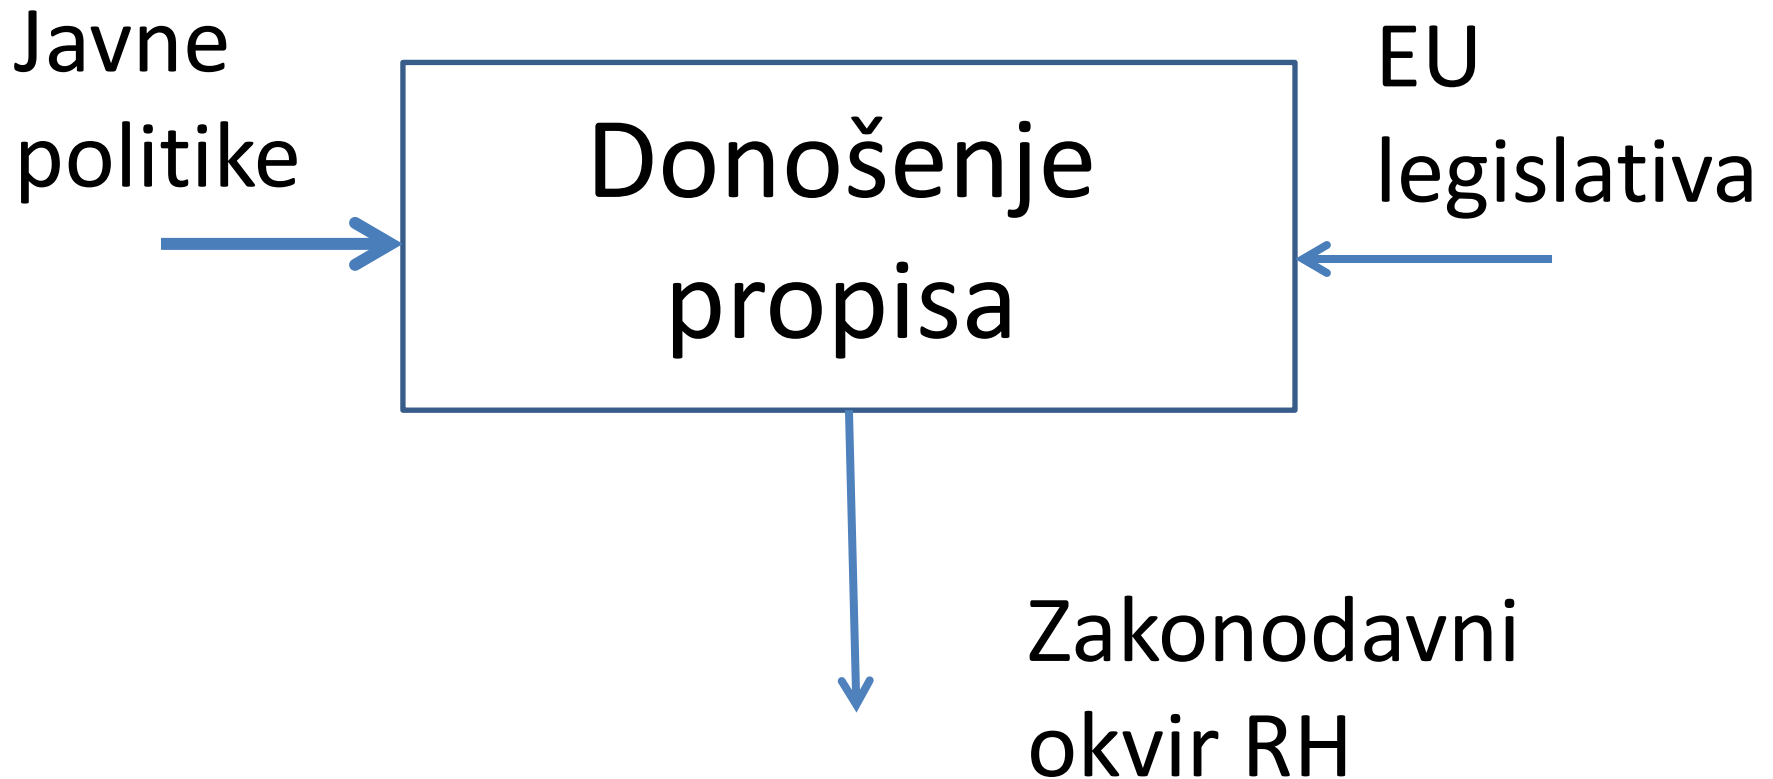 Javne
politike
Donošenje
propisa
EU
legislativa
Zakonodavni
okvir RH